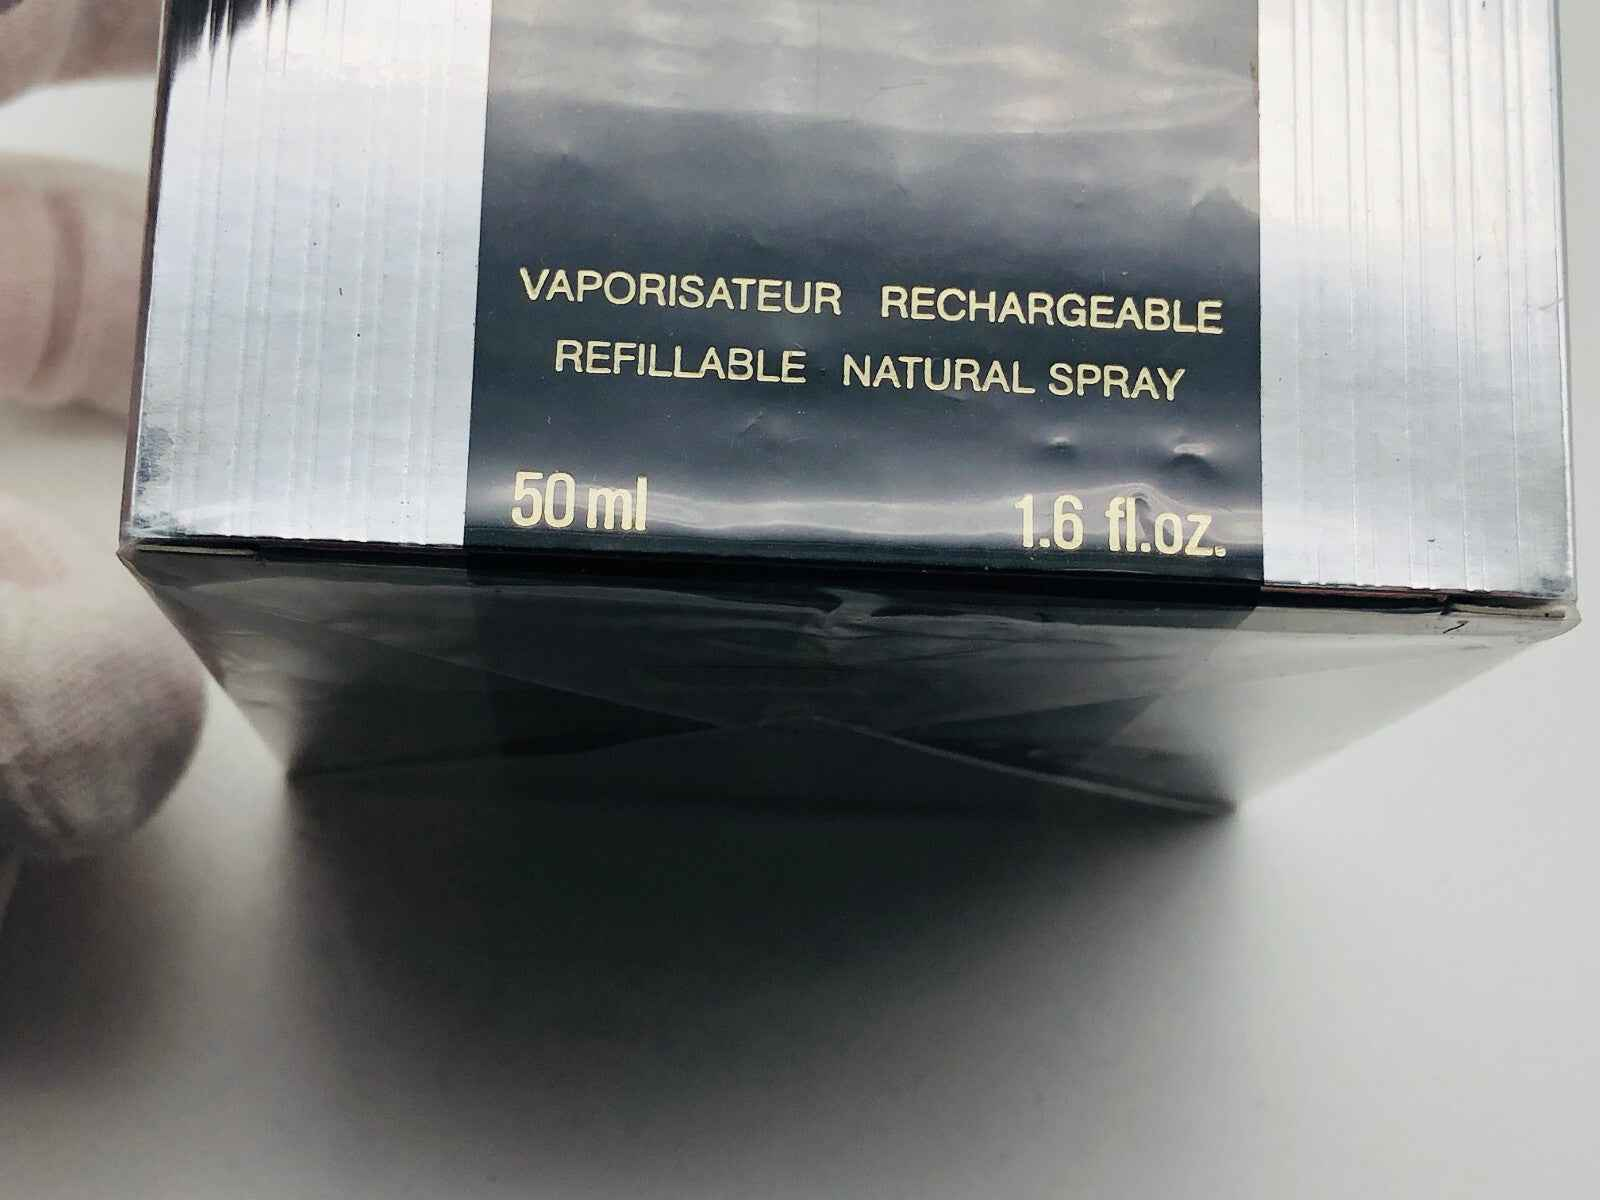 VAPORISATEUR RECHARGEABLE
REFILLABLE NATURAL SPRAY
50 ml 1.6 fl.oz.